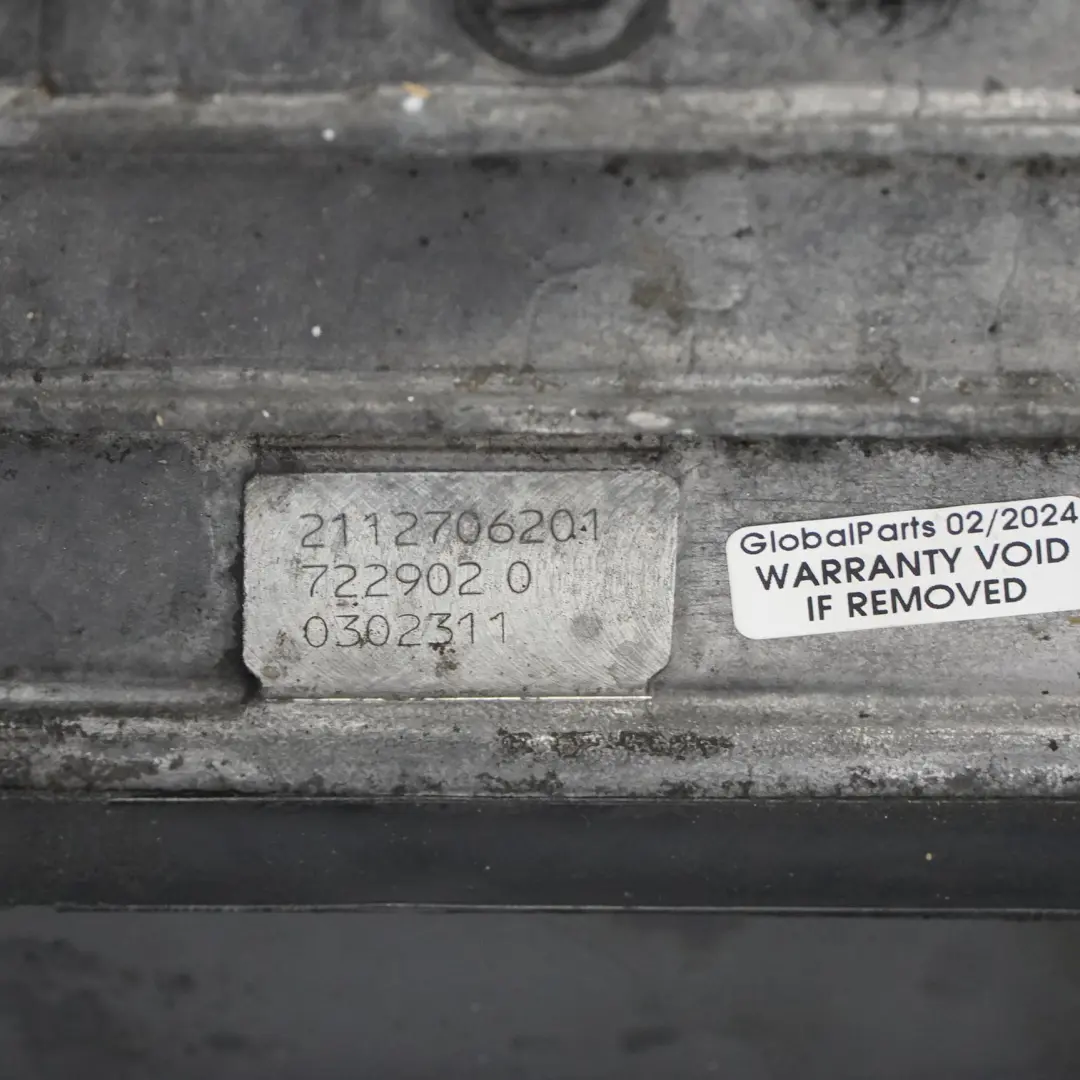 2112706201
722902 0
0302311
GlobalParts 02/2024
WARRANTY VOID
IF REMOVED